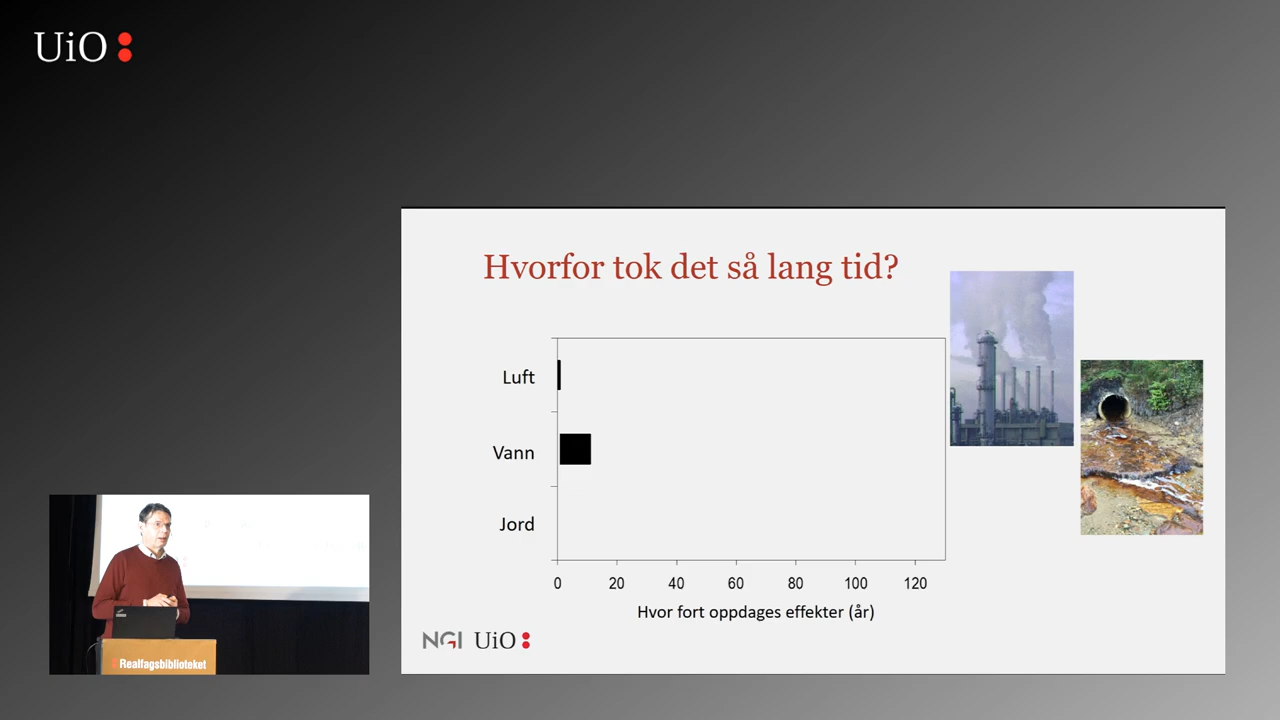 UiO
Hvorfor tok det så lang tid?
Luft
Vann
Jord
0 20 40 60 80 100 120
Hvor fort oppdages effekter (år)
NGI UiO
Realfagsbiblioteket